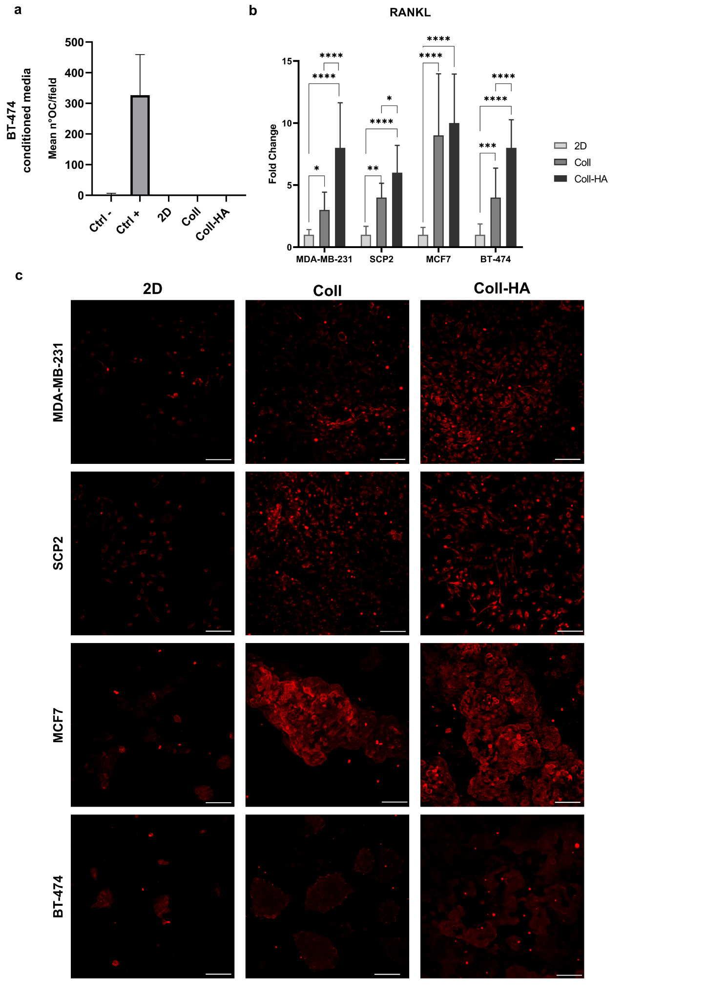 a
BT-474
conditioned media
Mean n°OC/field
500
400
300
200
100
0
Ctrl -
Ctrl +
2D
Coll
Coll-HA
b
RANKL
Fold Change
15
10
5
0
****
****
*
*
****
**
****
****
****
****
***
MDA-MB-231
SCP2
MCF7
BT-474
2D
Coll
Coll-HA
c
2D
Coll
Coll-HA
MDA-MB-231
SCP2
MCF7
BT-474